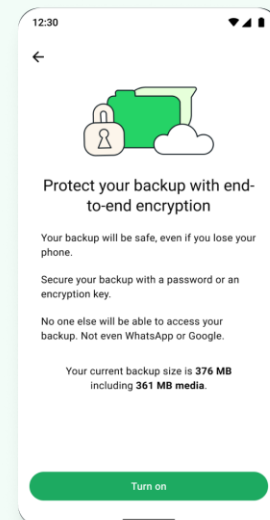 12:30
Protect your backup with end-
to-end encryption
Your backup will be safe, even if you lose your
phone.
Secure your backup with a password or an
encryption key.
No one else will be able to access your
backup. Not even WhatsApp or Google.
Your current backup size is 376 MB
including 361 MB media.
Turn on